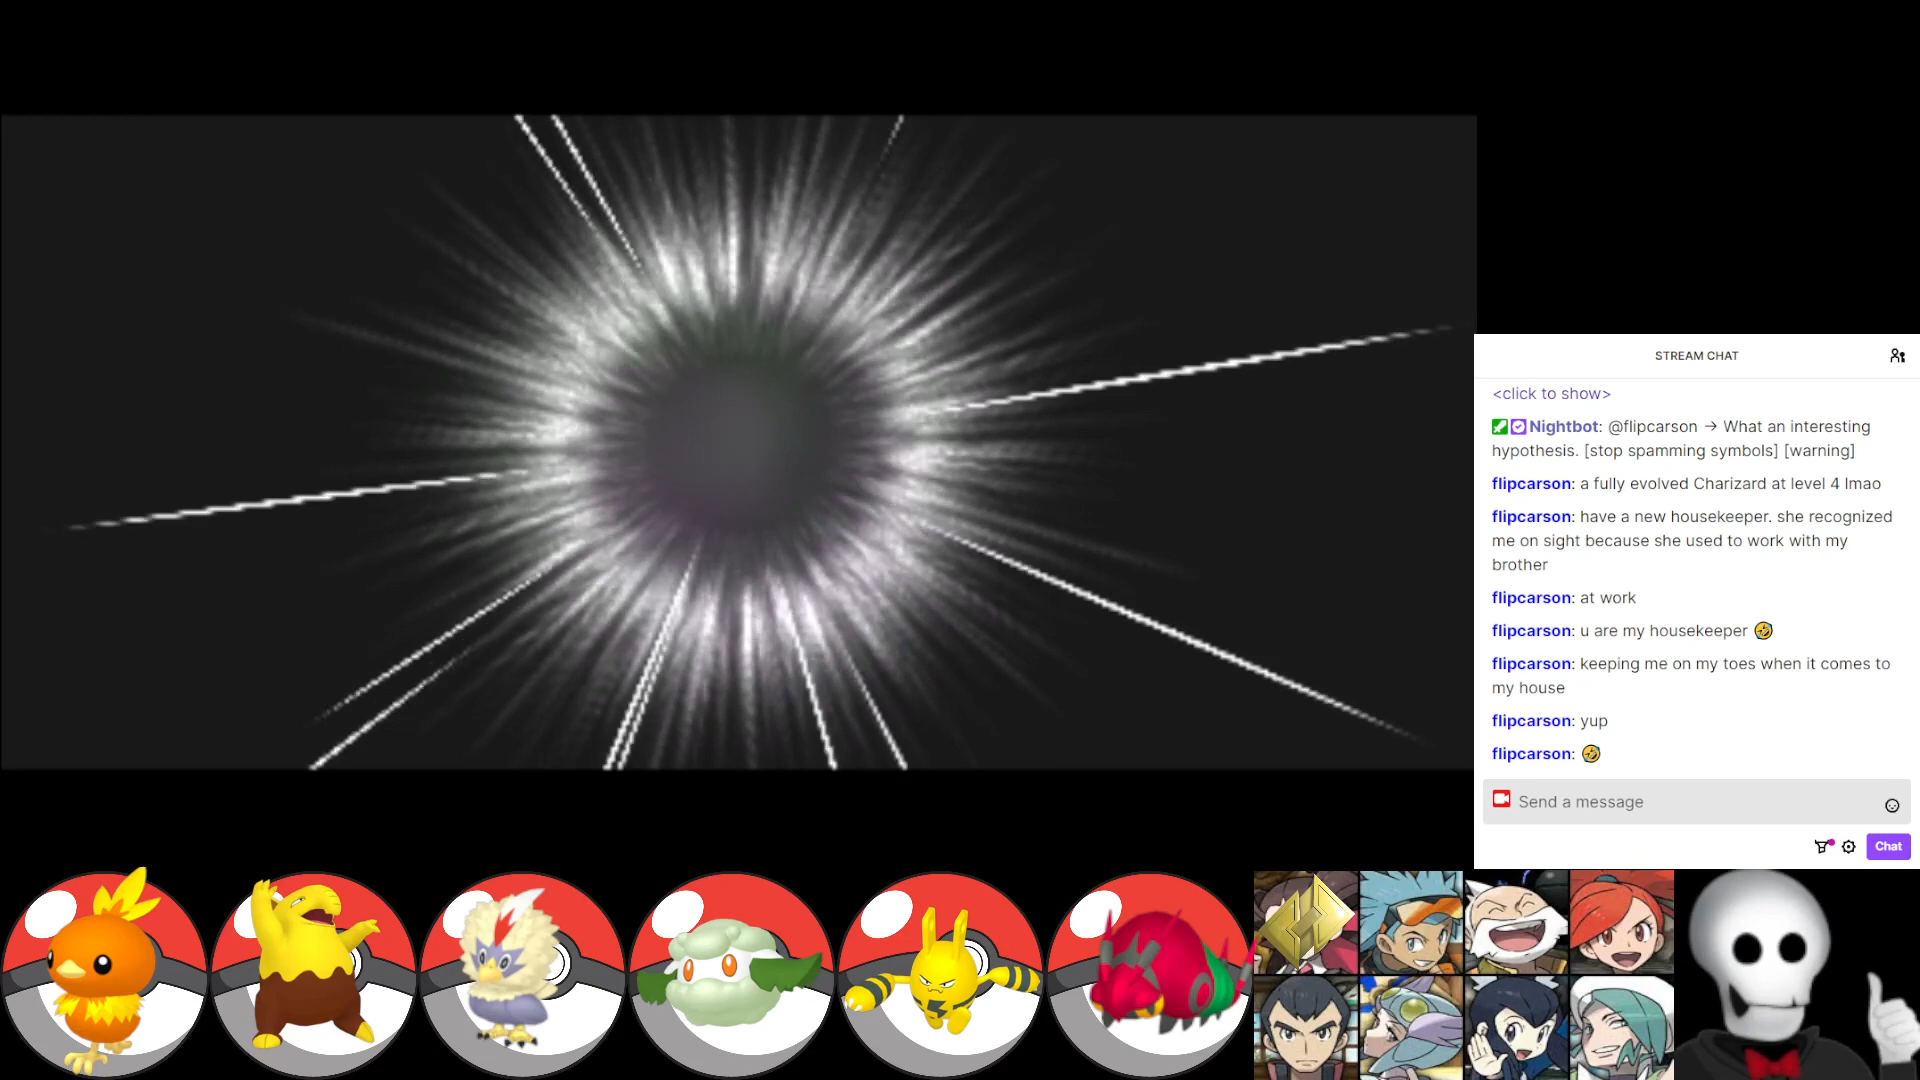 STREAM CHAT
<click to show>
Nightbot: @flipcarson → What an interesting
hypothesis. [stop spamming symbols] [warning]
flipcarson: a fully evolved Charizard at level 4 lmao
flipcarson: have a new housekeeper. she recognized
me on sight because she used to work with my
brother
flipcarson: at work
flipcarson: u are my housekeeper 🤣
flipcarson: keeping me on my toes when it comes to
my house
flipcarson: yup
flipcarson: 🤣
Send a message
Chat